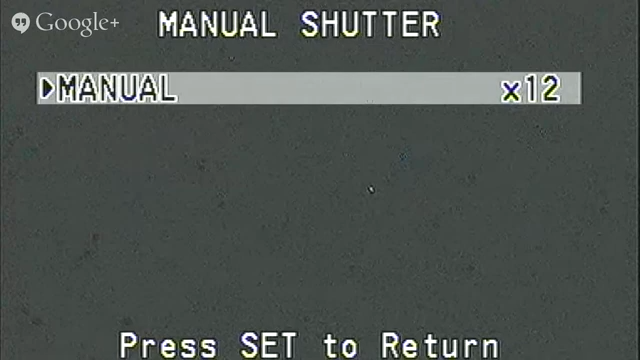 Google+
MANUAL SHUTTER
MANUAL x12
Press SET to Return